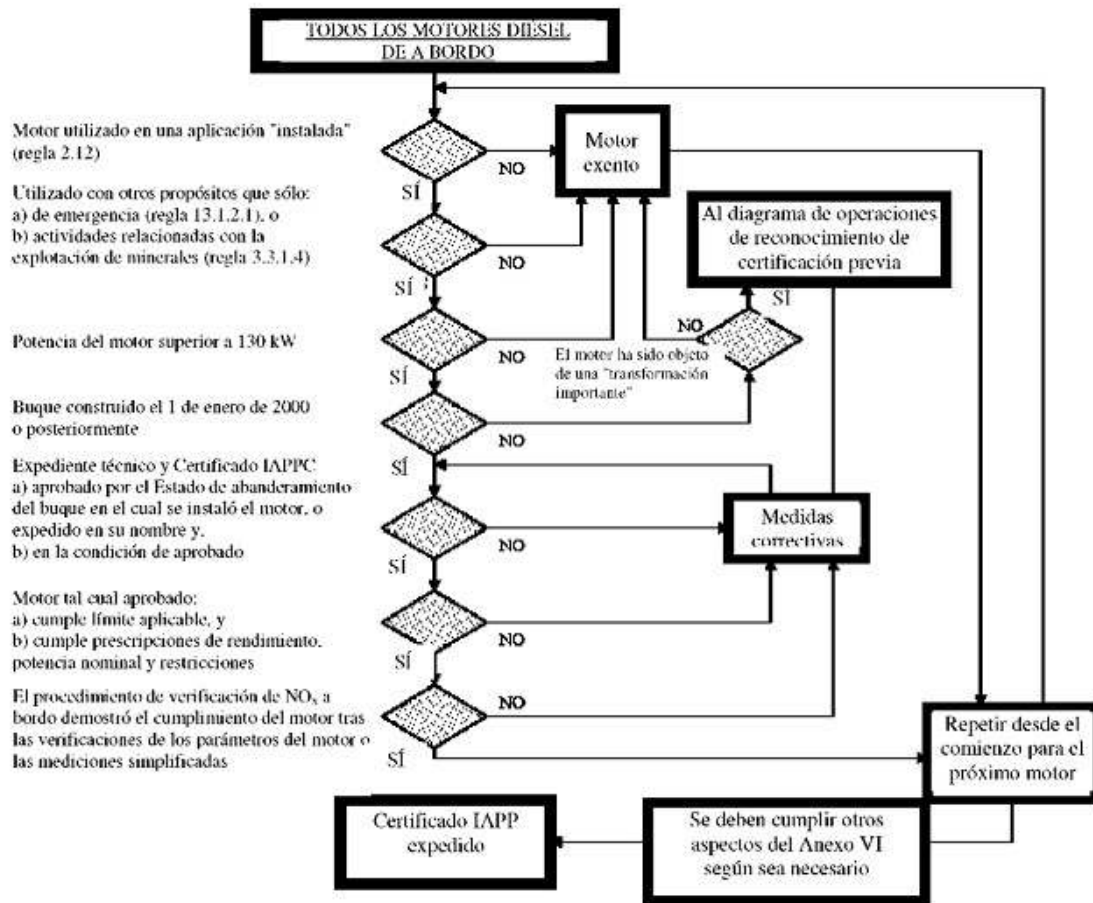 TODOS LOS MOTORES DIÉSEL
DE A BORDO
Motor utilizado en una aplicación "instalada"
(regla 2.12)
NO
Motor
exento
SÍ
Utilizado con otros propósitos que sólo:
a) de emergencia (regla 13.1.2.1), o
b) actividades relacionadas con la
explotación de minerales (regla 3.3.1.4)
NO
SÍ
Al diagrama de operaciones
de reconocimiento de
certificación previa
SÍ
NO
El motor ha sido objeto
de una "transformación
importante"
Potencia del motor superior a 130 kW
NO
SÍ
Buque construido el 1 de enero de 2000
o posteriormente
NO
SÍ
Expediente técnico y Certificado IAPPC
a) aprobado por el Estado de abanderamiento
del buque en el cual se instaló el motor, o
expedido en su nombre y,
b) en la condición de aprobado
NO
SÍ
Medidas
correctivas
Motor tal cual aprobado:
a) cumple límite aplicable, y
b) cumple prescripciones de rendimiento,
potencia nominal y restricciones
NO
SÍ
El procedimiento de verificación de NOx a
bordo demostró el cumplimiento del motor tras
las verificaciones de los parámetros del motor o
las mediciones simplificadas
NO
SÍ
Repetir desde el
comienzo para el
próximo motor
Se deben cumplir otros
aspectos del Anexo VI
según sea necesario
Certificado IAPP
expedido